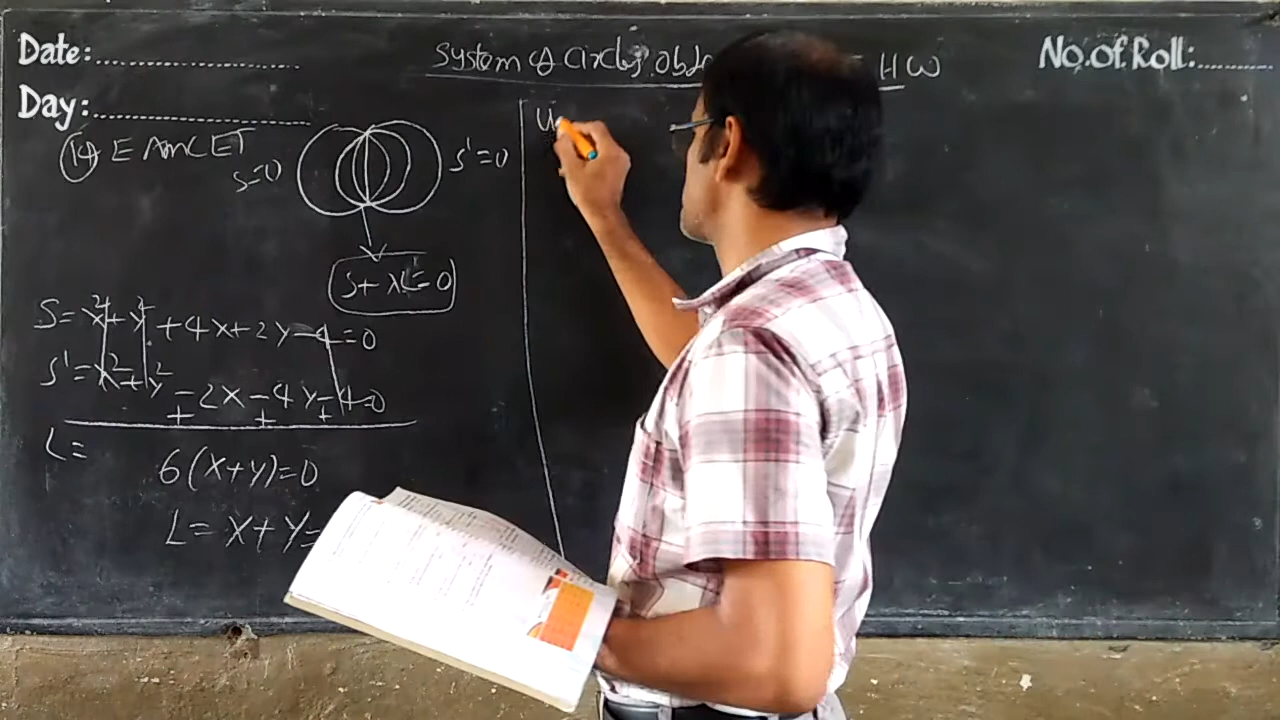 Date:
Day:
System of Circles
HW
No.of Roll:
(14) EAMCET
S=0
S'=0
S+λL=0
S=x²+y²+4x+2y-4=0
S'=x²+y²-2x-4y-4=0
+ + +
L=
6(x+y)=0
L=x+y=